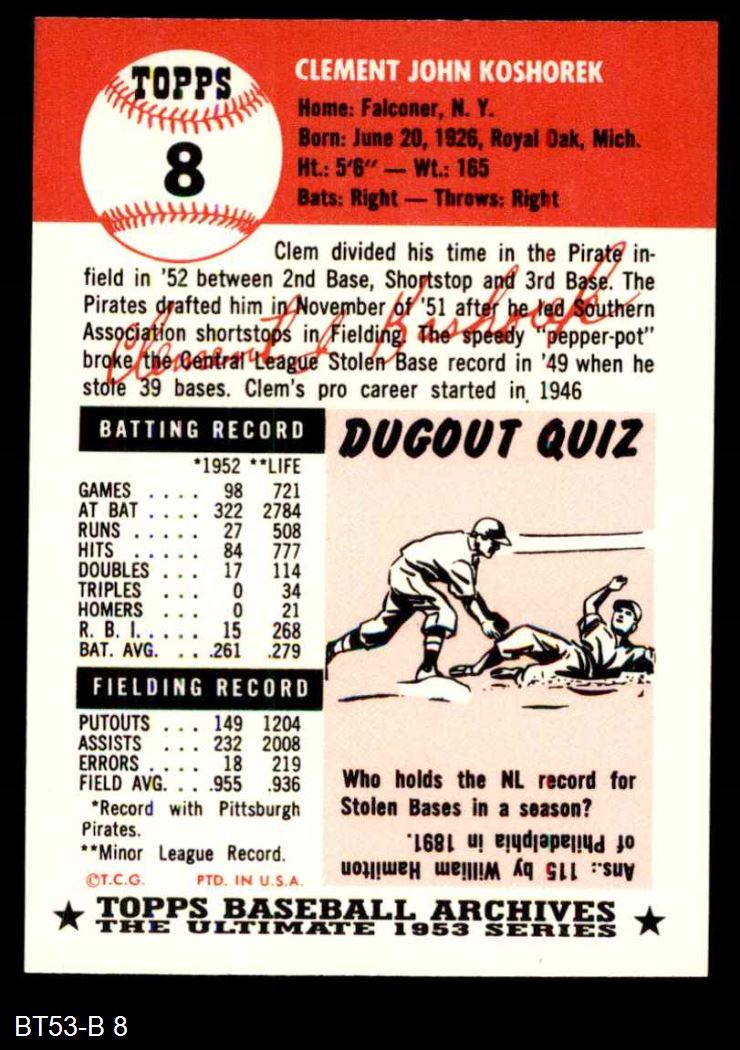 TOPPS
8
CLEMENT JOHN KOSHOREK
Home: Falconer, N. Y.
Born: June 20, 1926, Royal Oak, Mich.
Ht.: 5'6" — Wt.: 165
Bats: Right — Throws: Right
Clem divided his time in the Pirate in-
field in '52 between 2nd Base, Shortstop and 3rd Base. The
Pirates drafted him in November of '51 after he led Southern
Association shortstops in Fielding. The speedy "pepper-pot"
broke the Central League Stolen Base record in '49 when he
stole 39 bases. Clem's pro career started in 1946
Clement J Koshorek
BATTING RECORD
*1952 **LIFE
GAMES . . . . 98 721
AT BAT . . . . 322 2784
RUNS . . . . . 27 508
HITS . . . . . 84 777
DOUBLES . . . 17 114
TRIPLES . . . 0 34
HOMERS . . . 0 21
R. B. I. . . . . 15 268
BAT. AVG. . . . .261 .279
FIELDING RECORD
PUTOUTS . . . 149 1204
ASSISTS . . . 232 2008
ERRORS . . . . 18 219
FIELD AVG. . . .955 .936
*Record with Pittsburgh
Pirates.
**Minor League Record.
©T.C.G. PTD. IN U.S.A.
DUGOUT QUIZ
Who holds the NL record for
Stolen Bases in a season?
Ans.: 115 by William Hamilton
of Philadelphia in 1891.
★ TOPPS BASEBALL ARCHIVES ★
THE ULTIMATE 1953 SERIES
BT53-B 8